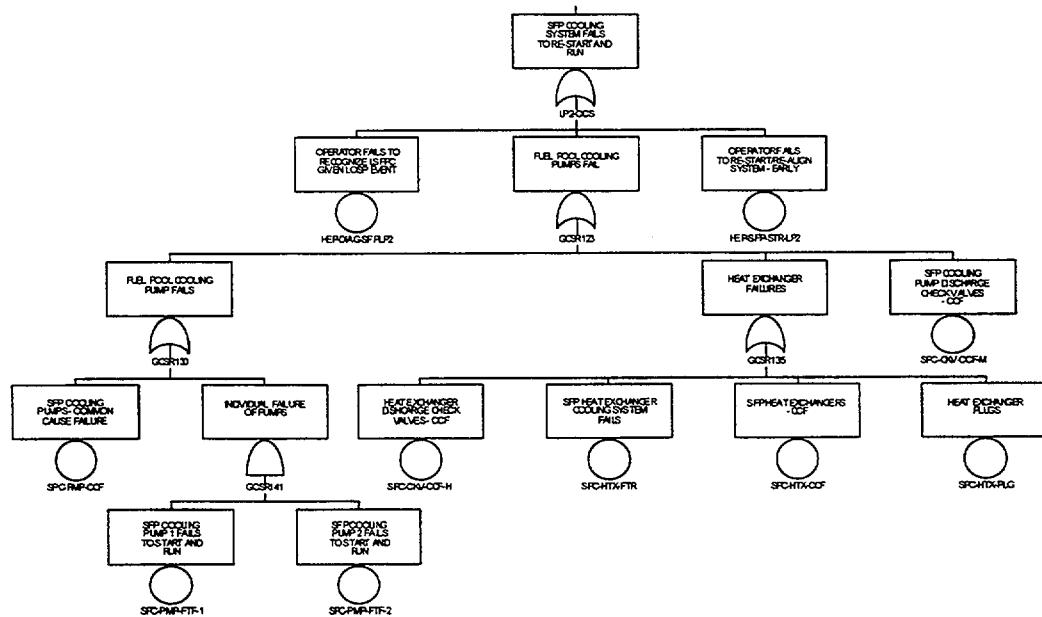 SFP COOLING
SYSTEM FAILS
TO RE-START AND
RUN
LP2-OCS
OPERATOR FAILS TO
RECOGNIZE LSFPC
GIVEN LOSP EVENT
FUEL POOL COOLING
PUMPS FAIL
OPERATOR FAILS
TO RE-START/RE-ALIGN
SYSTEM - EARLY
HEP-DIAG-SFPLP2
GCSR123
HEP-SFP-STR-LP2
FUEL POOL COOLING
PUMP FAILS
HEAT EXCHANGER
FAILURES
SFP COOLING
PUMP DISCHARGE
CHECK VALVES
- CCF
GCSR130
GCSR135
SFC-CKV-CCF-M
SFP COOLING
PUMPS - COMMON
CAUSE FAILURE
INDIVIDUAL FAILURE
OF PUMPS
HEAT EXCHANGER
DISHCARGE CHECK
VALVES - CCF
SFP HEAT EXCHANGER
COOLING SYSTEM
FAILS
SFP HEAT EXCHANGERS
- CCF
HEAT EXCHANGER
PLUGS
SFC-PMP-CCF
GCSR141
SFC-CKV-CCF-H
SFC-HTX-FTR
SFC-HTX-CCF
SFC-HTX-PLG
SFP COOLING
PUMP 1 FAILS
TO START AND
RUN
SFP COOLING
PUMP 2 FAILS
TO START AND
RUN
SFC-PMP-FTF-1
SFC-PMP-FTF-2